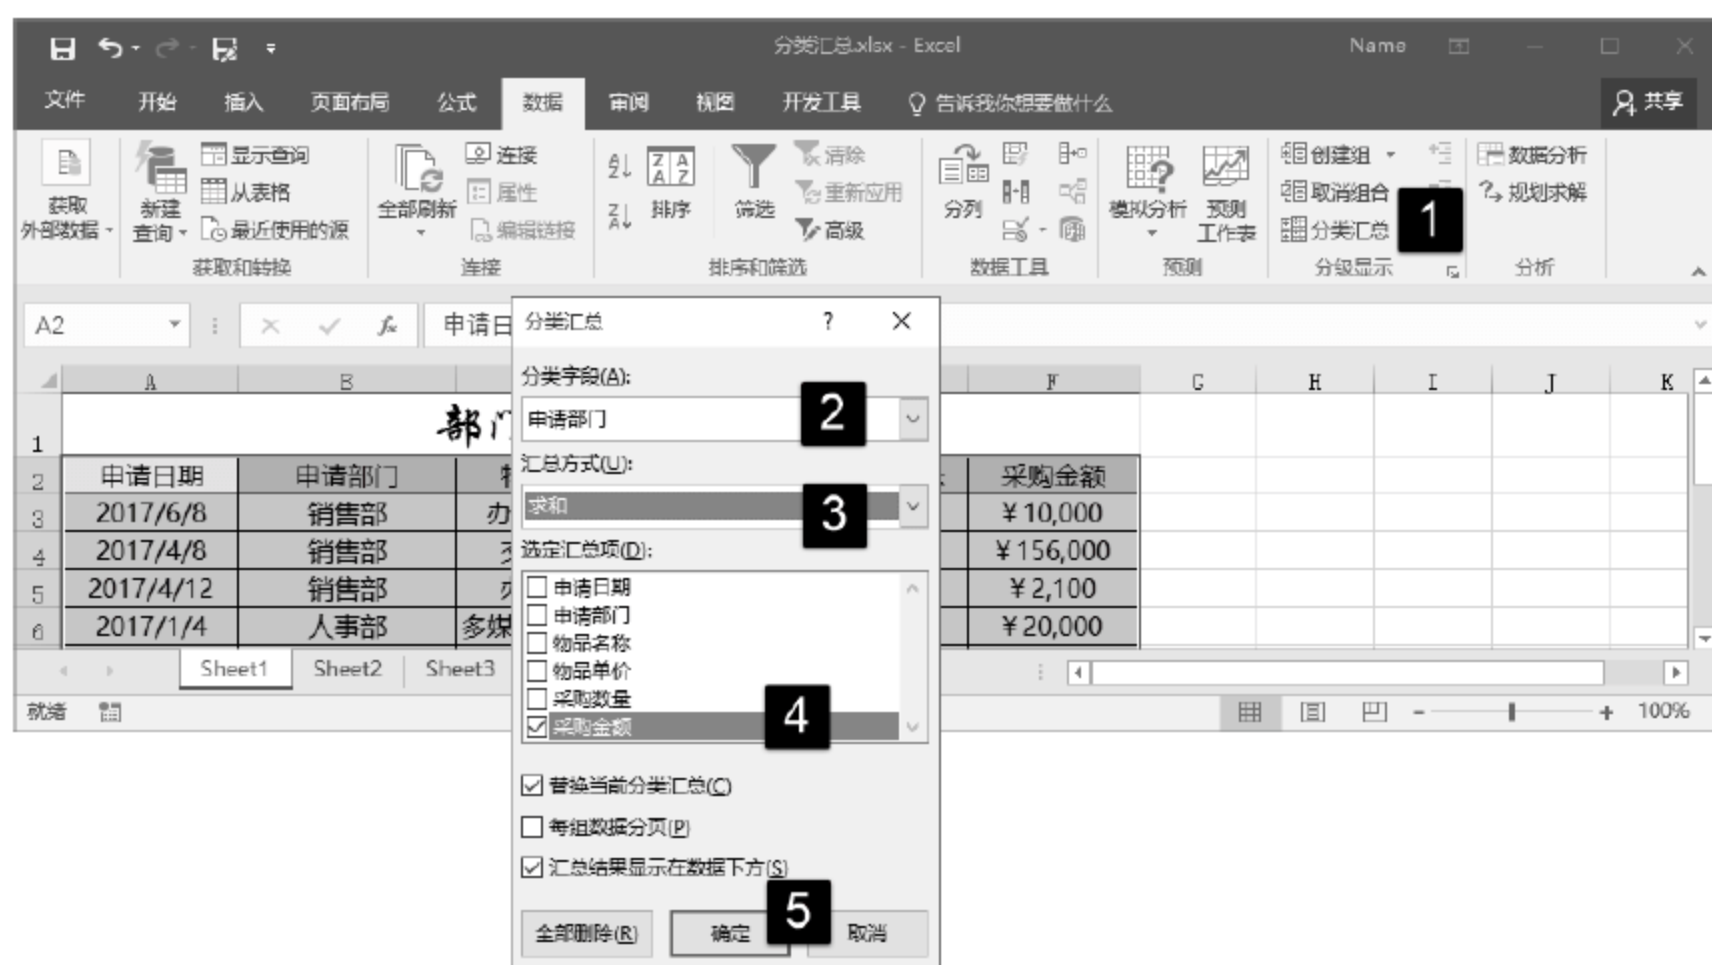 分类汇总.xlsx - Excel
Name
文件 开始 插入 页面布局 公式 数据 审阅 视图 开发工具 告诉我你想要做什么 共享
获取
外部数据
新建
查询
显示查询
从表格
最近使用的源
获取和转换
全部刷新
连接
属性
编辑链接
连接
排序
筛选
清除
重新应用
高级
排序和筛选
分列
数据工具
模拟分析
预测
工作表
预测
创建组
取消组合
分类汇总
1
分级显示
数据分析
规划求解
分析
A2
fx
申请日
A B F G H I J K
1 部门
2 申请日期 申请部门 采购金额
3 2017/6/8 销售部 办 ¥10,000
4 2017/4/8 销售部 ¥156,000
5 2017/4/12 销售部 ¥2,100
6 2017/1/4 人事部 多媒 ¥20,000
Sheet1 Sheet2 Sheet3
就绪
100%
分类汇总 ?
分类字段(A):
申请部门
2
汇总方式(U):
求和
3
选定汇总项(D):
申请日期
申请部门
物品名称
物品单价
采购数量
采购金额
4
替换当前分类汇总(C)
每组数据分页(P)
汇总结果显示在数据下方(S)
5
全部删除(R) 确定 取消